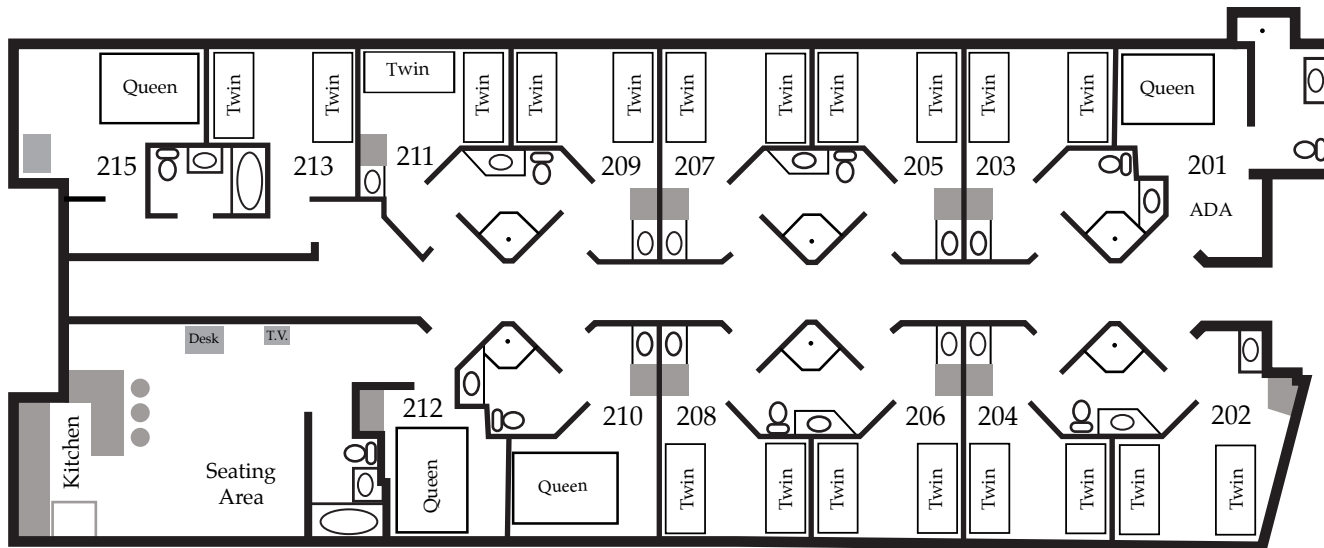 Queen
Twin
Twin
Twin
Twin
Twin
Twin
Twin
Twin
Twin
Twin
Twin
Queen
215
213
211
209
207
205
203
201
ADA
Desk
T.V.
Kitchen
Seating
Area
212
210
208
206
204
202
Queen
Queen
Twin
Twin
Twin
Twin
Twin
Twin
Twin
Twin